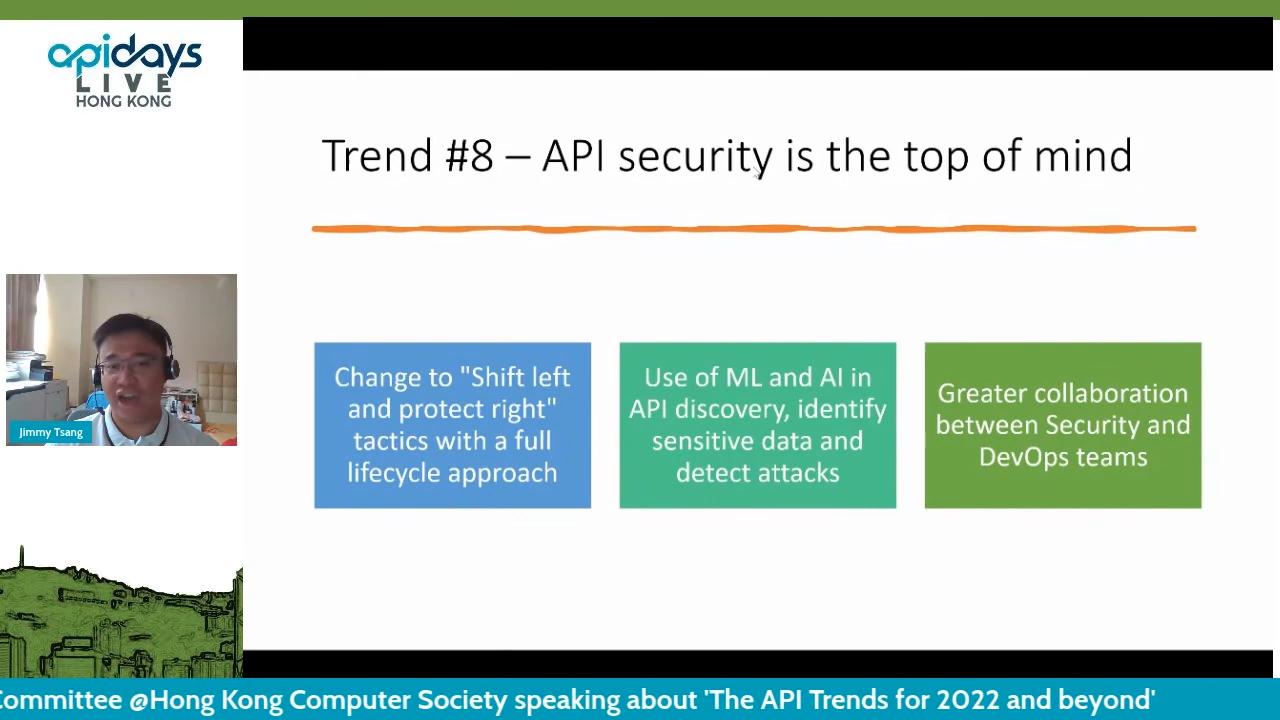 apidays
LIVE
HONG KONG
Trend #8 – API security is the top of mind
Change to "Shift left
and protect right"
tactics with a full
lifecycle approach
Use of ML and AI in
API discovery, identify
sensitive data and
detect attacks
Greater collaboration
between Security and
DevOps teams
Jimmy Tsang
Committee @Hong Kong Computer Society speaking about 'The API Trends for 2022 and beyond'